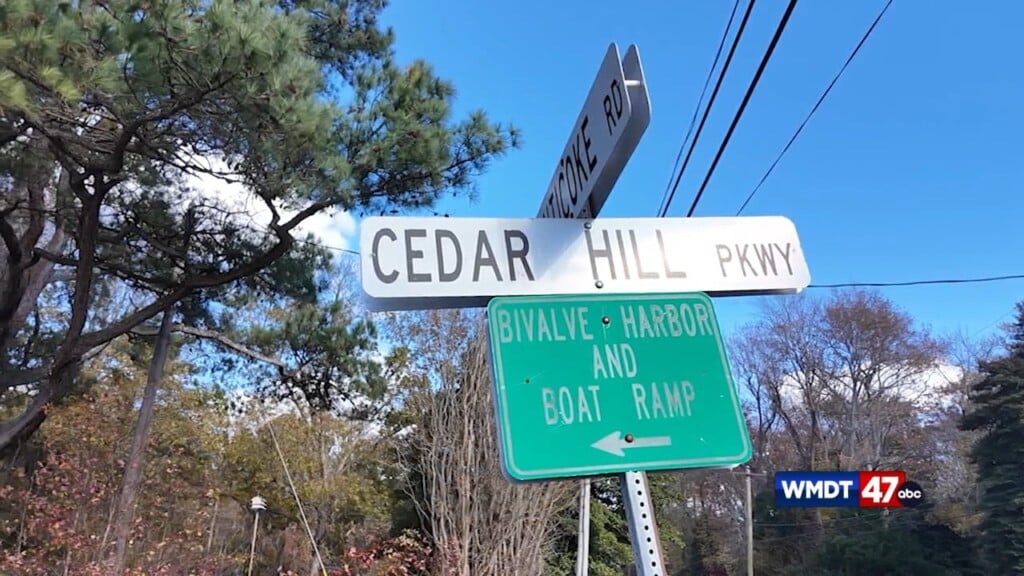 TICOKE RD
CEDAR HILL PKWY
BIVALVE HARBOR
AND
BOAT RAMP
WMDT 47 abc